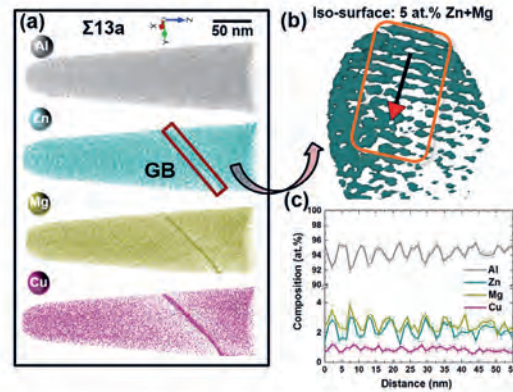 (a)
Σ13a
X
Z
Y
50 nm
Al
Zn
GB
Mg
Cu
(b)
Iso-surface: 5 at.% Zn+Mg
(c)
Composition (at.%)
100
98
96
94
92
90
4
2
0
Al
Zn
Mg
Cu
0 5 10 15 20 25 30 35 40 45 50 55
Distance (nm)